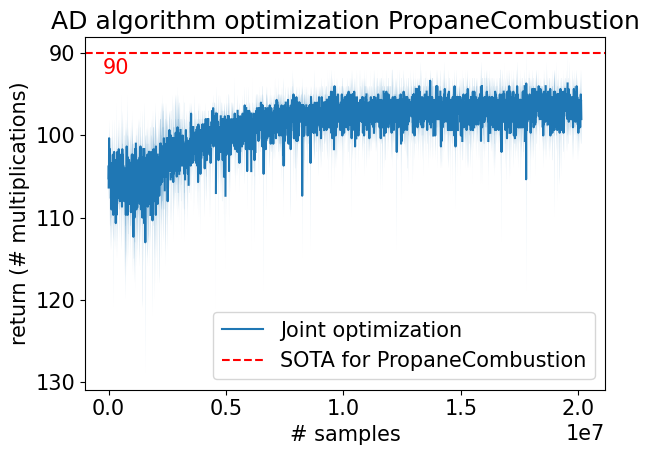 AD algorithm optimization PropaneCombustion
90
90
100
110
120
130
return (# multiplications)
Joint optimization
SOTA for PropaneCombustion
0.0
0.5
1.0
1.5
2.0
# samples
1e7